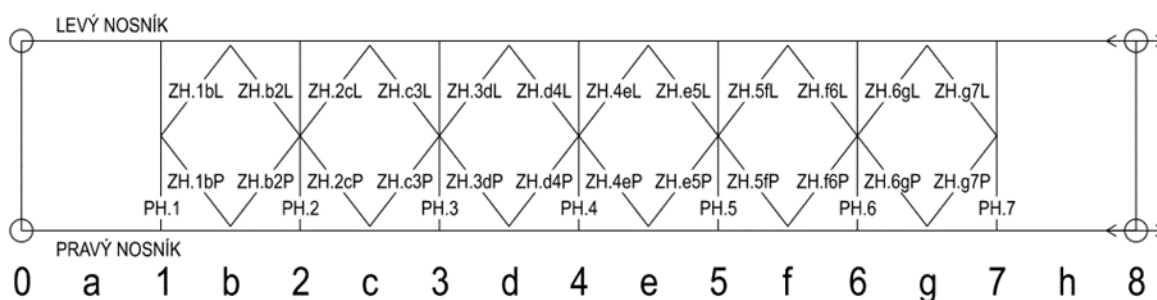 LEVÝ NOSNÍK
ZH.1bL ZH.b2L ZH.2cL ZH.c3L ZH.3dL ZH.d4L ZH.4eL ZH.e5L ZH.5fL ZH.f6L ZH.6gL ZH.g7L
ZH.1bP ZH.b2P ZH.2cP ZH.c3P ZH.3dP ZH.d4P ZH.4eP ZH.e5P ZH.5fP ZH.f6P ZH.6gP ZH.g7P
PH.1 PH.2 PH.3 PH.4 PH.5 PH.6 PH.7
PRAVÝ NOSNÍK
0 a 1 b 2 c 3 d 4 e 5 f 6 g 7 h 8